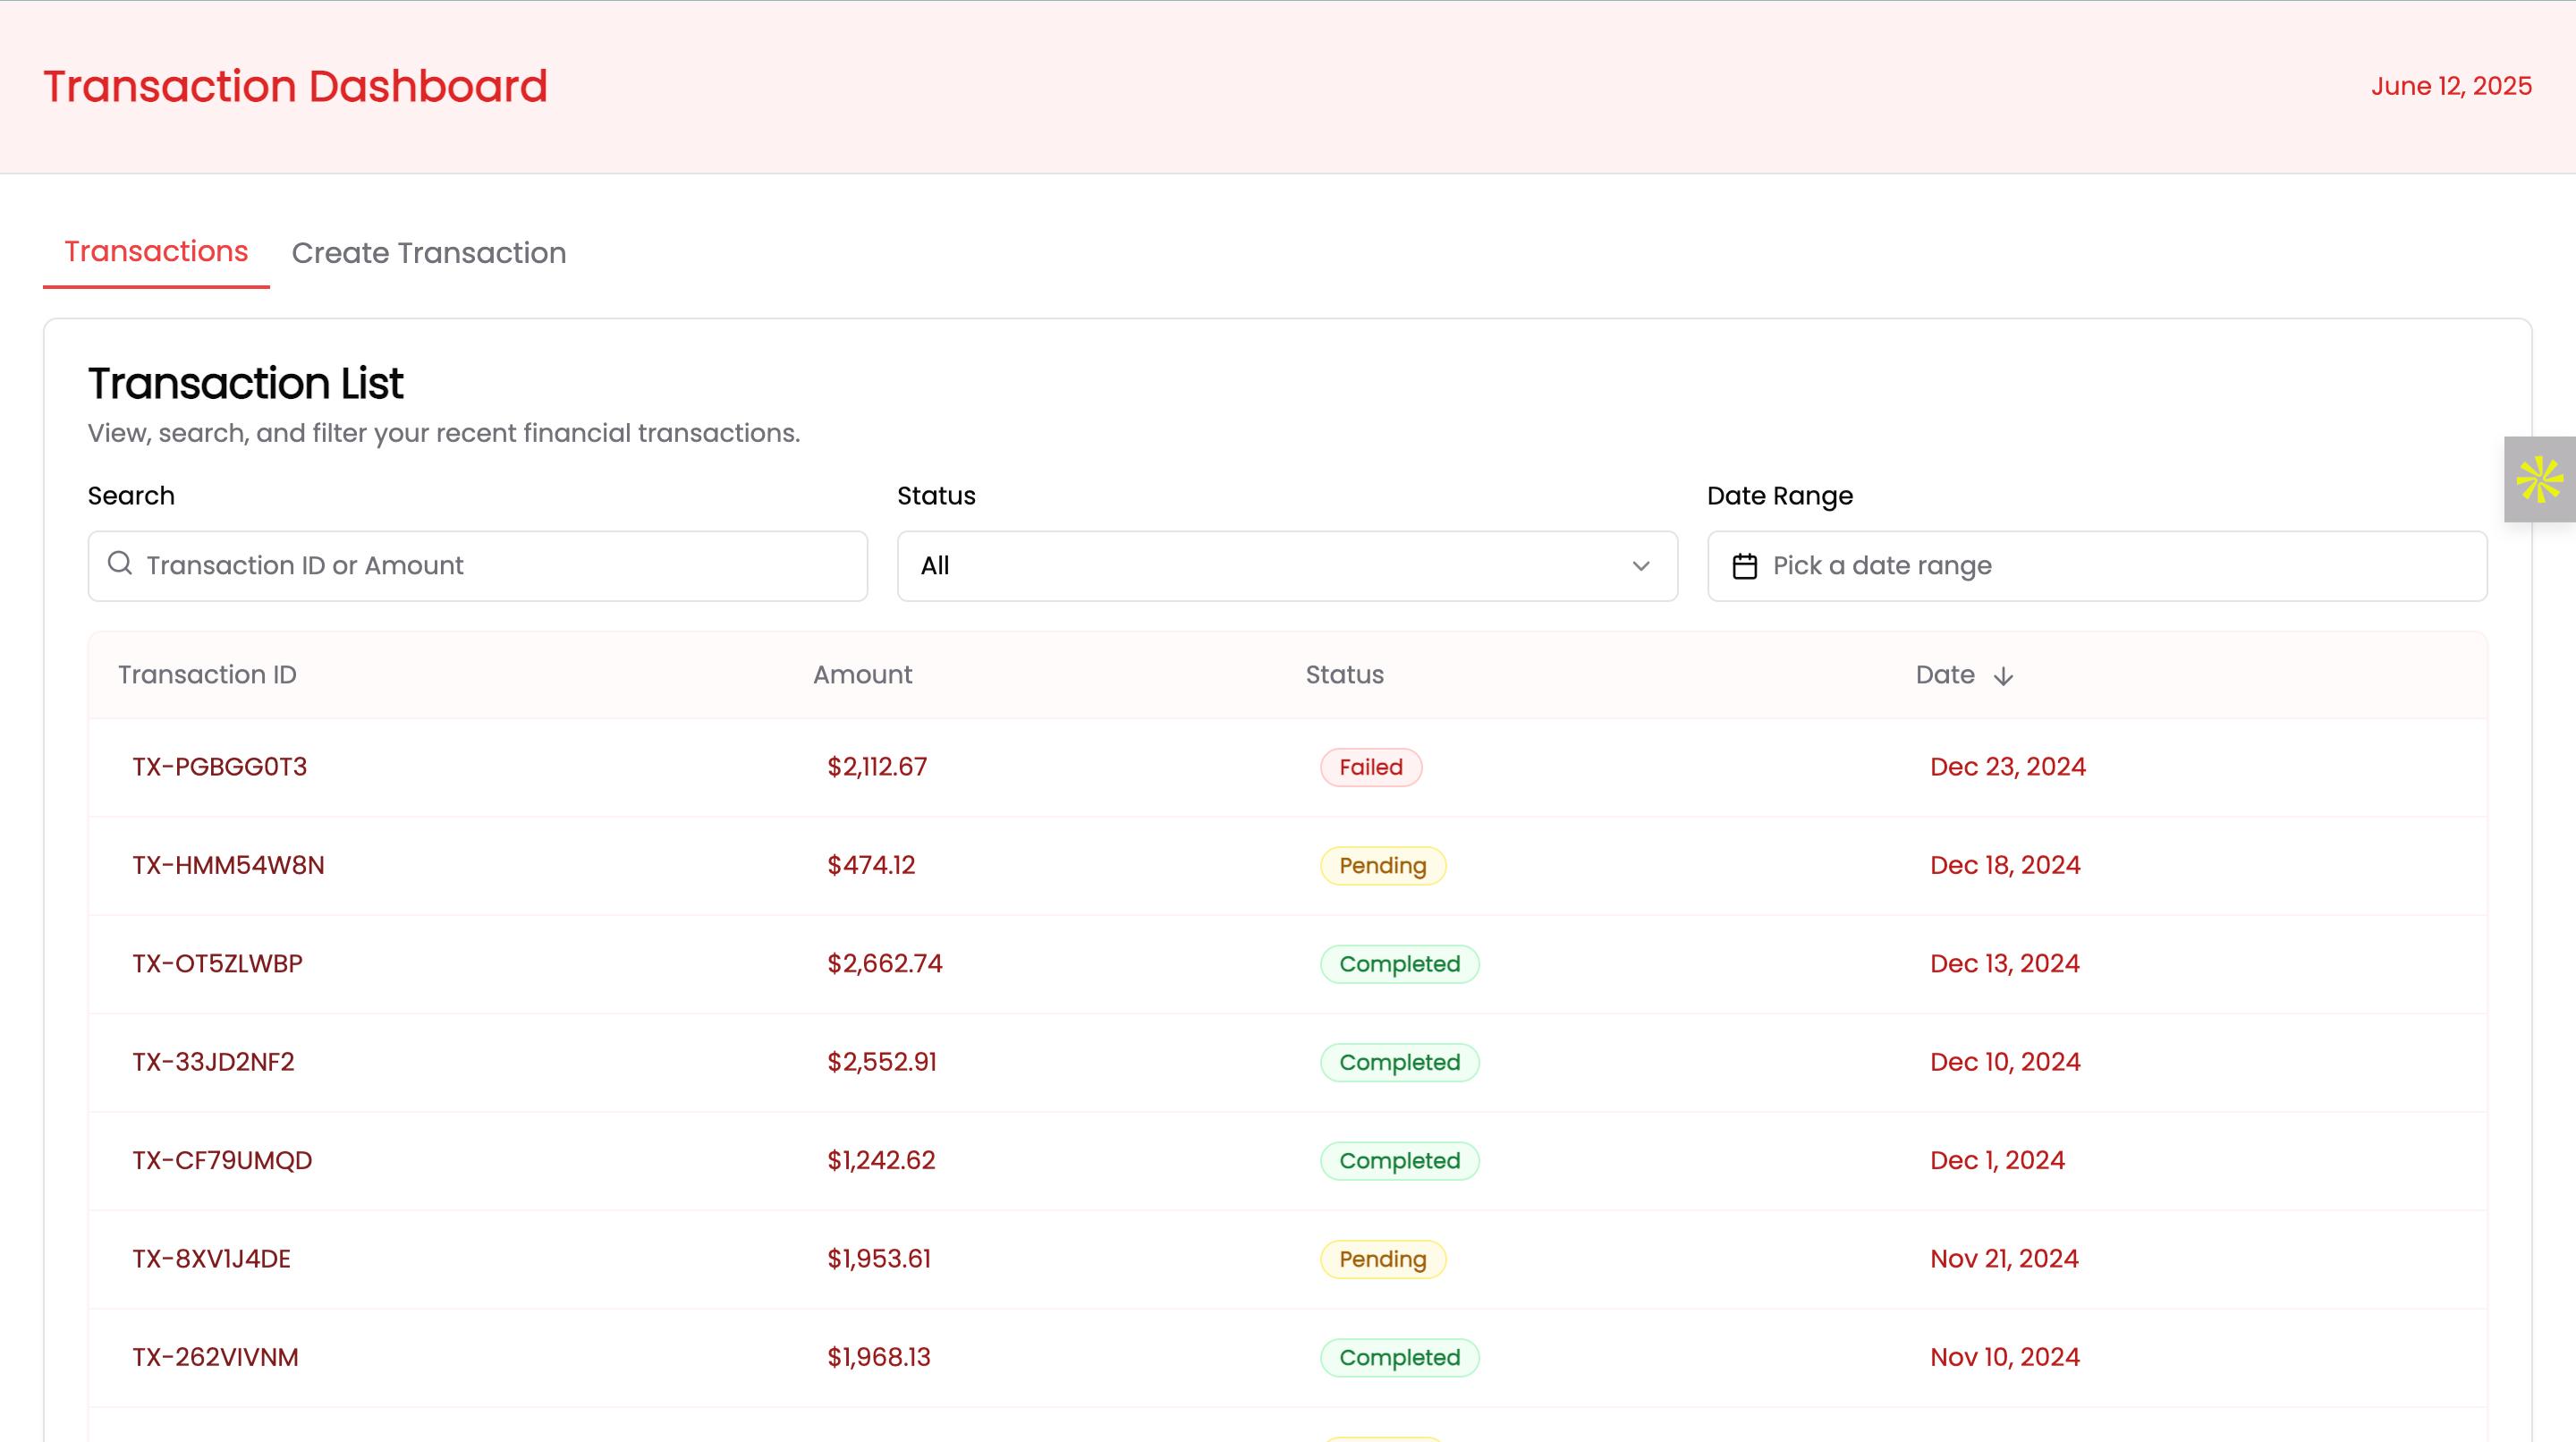 Transaction Dashboard
June 12, 2025
Transactions
Create Transaction
Transaction List
View, search, and filter your recent financial transactions.
Search
Status
Date Range
Transaction ID or Amount
All
Pick a date range
Transaction ID Amount Status Date
TX-PGBGG0T3 $2,112.67 Failed Dec 23, 2024
TX-HMM54W8N $474.12 Pending Dec 18, 2024
TX-OT5ZLWBP $2,662.74 Completed Dec 13, 2024
TX-33JD2NF2 $2,552.91 Completed Dec 10, 2024
TX-CF79UMQD $1,242.62 Completed Dec 1, 2024
TX-8XV1J4DE $1,953.61 Pending Nov 21, 2024
TX-262VIVNM $1,968.13 Completed Nov 10, 2024